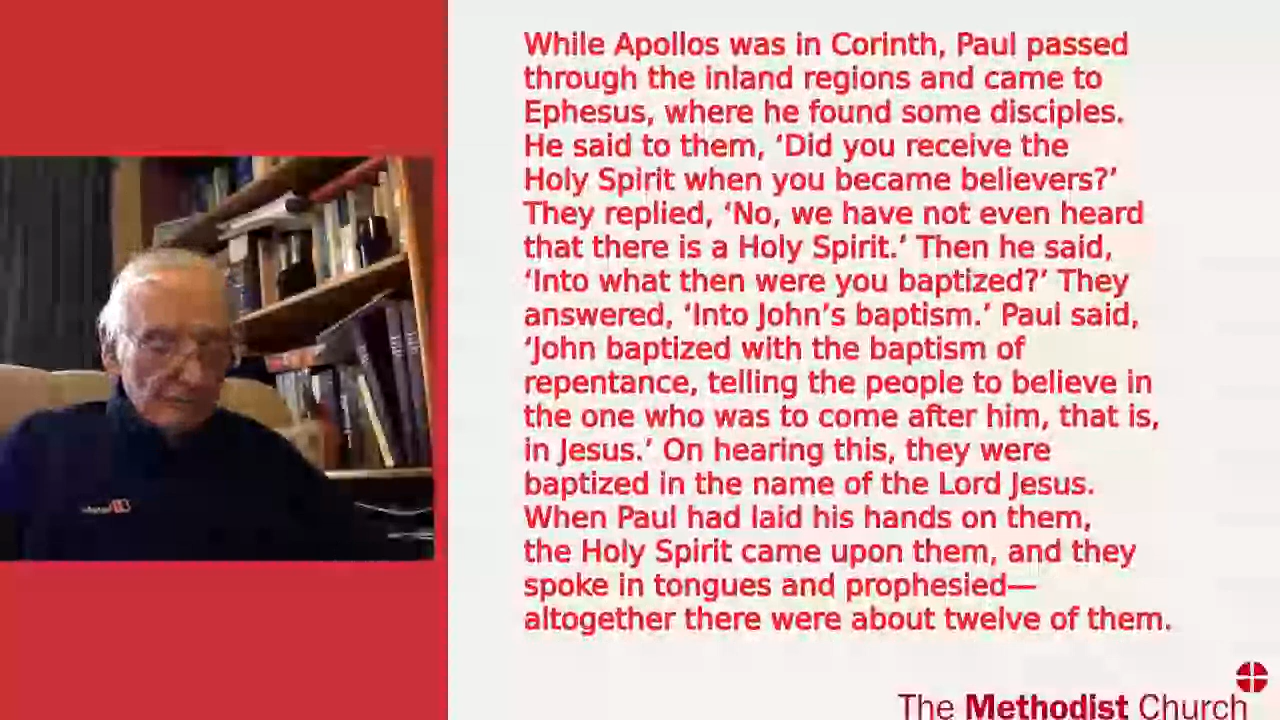 While Apollos was in Corinth, Paul passed
through the inland regions and came to
Ephesus, where he found some disciples.
He said to them, ‘Did you receive the
Holy Spirit when you became believers?’
They replied, ‘No, we have not even heard
that there is a Holy Spirit.’ Then he said,
‘Into what then were you baptized?’ They
answered, ‘Into John’s baptism.’ Paul said,
‘John baptized with the baptism of
repentance, telling the people to believe in
the one who was to come after him, that is,
in Jesus.’ On hearing this, they were
baptized in the name of the Lord Jesus.
When Paul had laid his hands on them,
the Holy Spirit came upon them, and they
spoke in tongues and prophesied—
altogether there were about twelve of them.
The Methodist Church